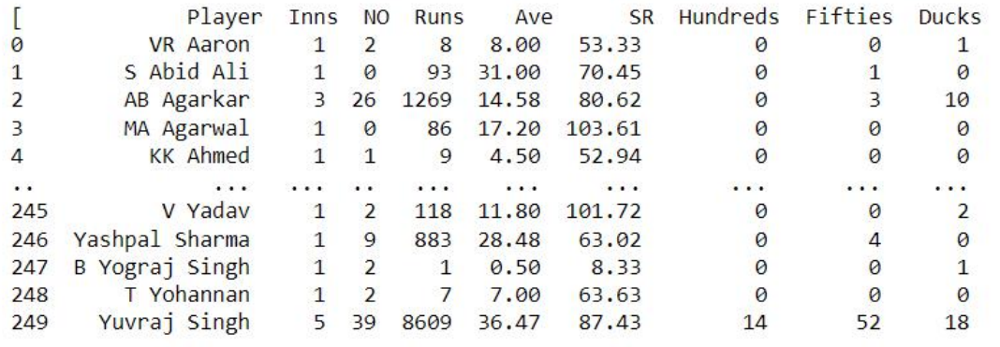 [ Player Inns NO Runs Ave SR Hundreds Fifties Ducks
0 VR Aaron 1 2 8 8.00 53.33 0 0 1
1 S Abid Ali 1 0 93 31.00 70.45 0 1 0
2 AB Agarkar 3 26 1269 14.58 80.62 0 3 10
3 MA Agarwal 1 0 86 17.20 103.61 0 0 0
4 KK Ahmed 1 1 9 4.50 52.94 0 0 0
.. ... ... .. ... ... ... ... ... ...
245 V Yadav 1 2 118 11.80 101.72 0 0 2
246 Yashpal Sharma 1 9 883 28.48 63.02 0 4 0
247 B Yograj Singh 1 2 1 0.50 8.33 0 0 1
248 T Yohannan 1 2 7 7.00 63.63 0 0 0
249 Yuvraj Singh 5 39 8609 36.47 87.43 14 52 18